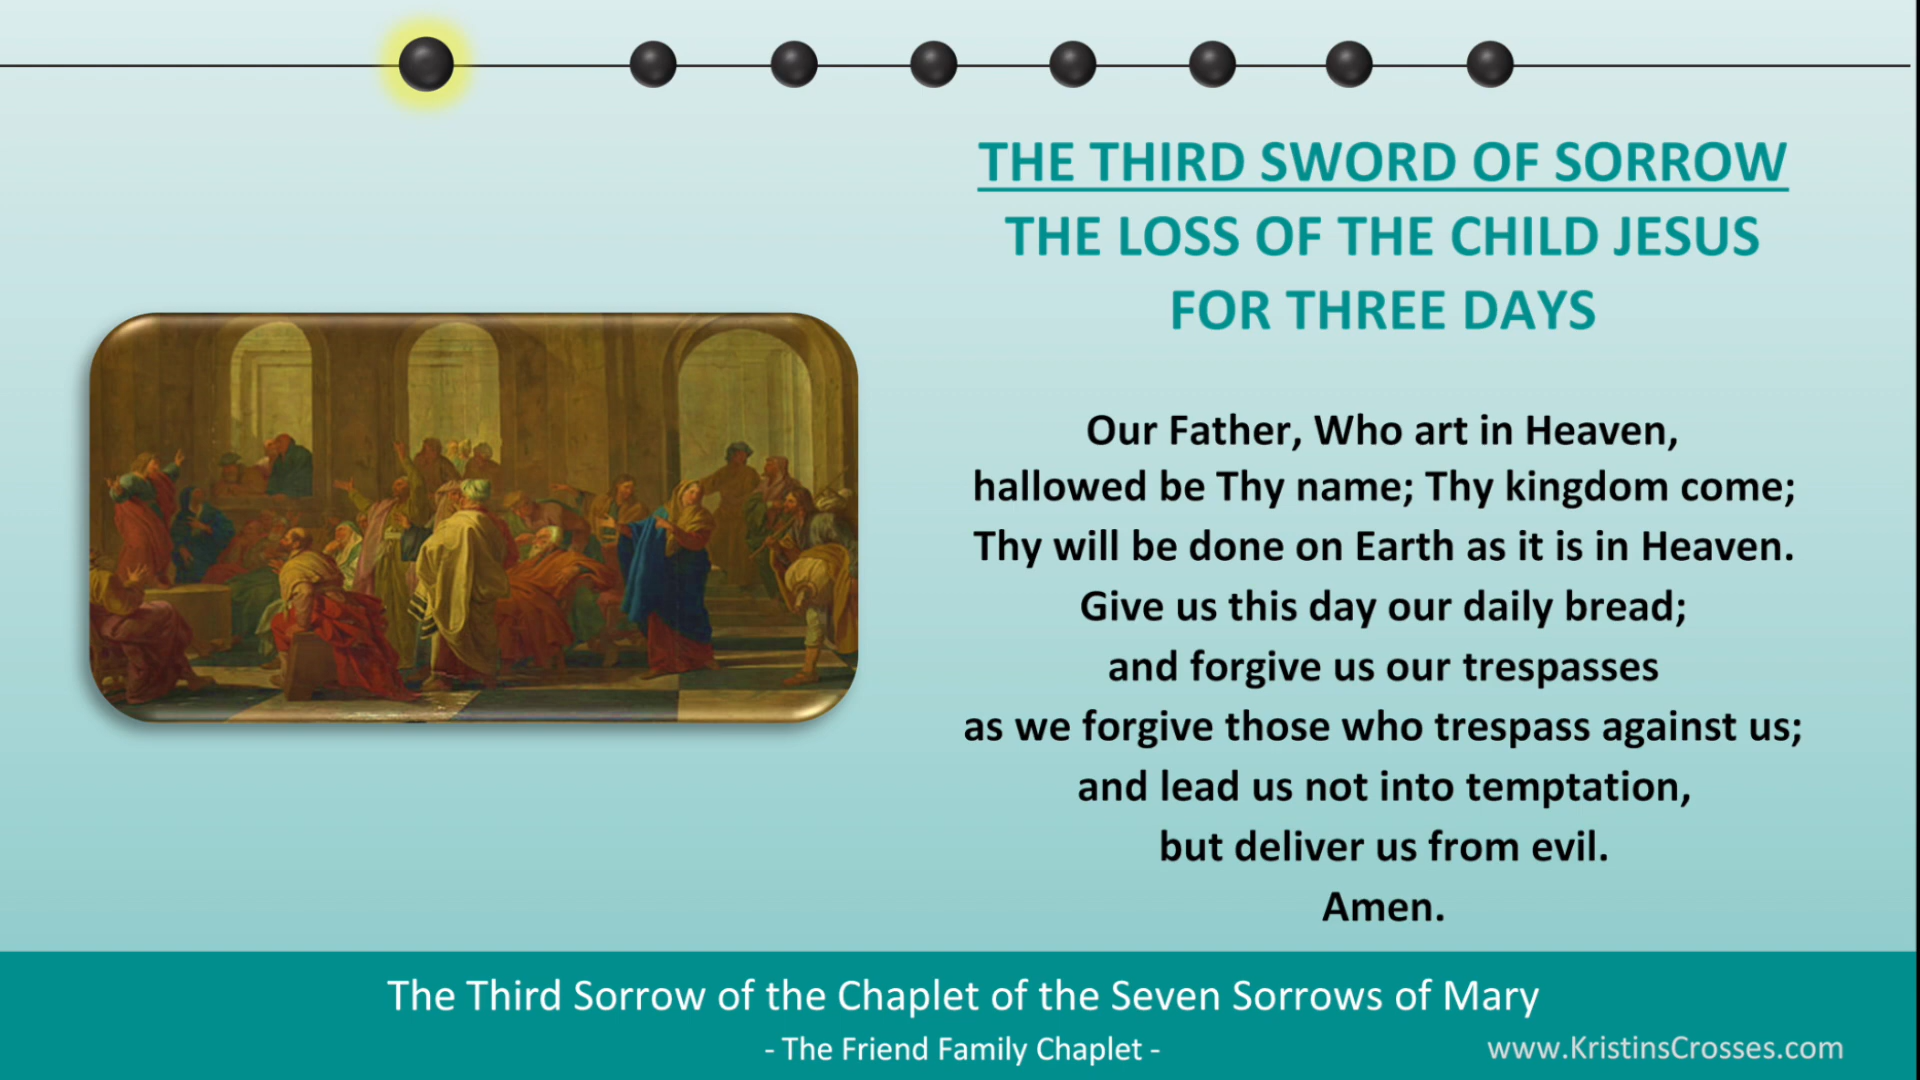 THE THIRD SWORD OF SORROW
THE LOSS OF THE CHILD JESUS
FOR THREE DAYS
Our Father, Who art in Heaven,
hallowed be Thy name; Thy kingdom come;
Thy will be done on Earth as it is in Heaven.
Give us this day our daily bread;
and forgive us our trespasses
as we forgive those who trespass against us;
and lead us not into temptation,
but deliver us from evil.
Amen.
The Third Sorrow of the Chaplet of the Seven Sorrows of Mary
- The Friend Family Chaplet -
www.KristinsCrosses.com